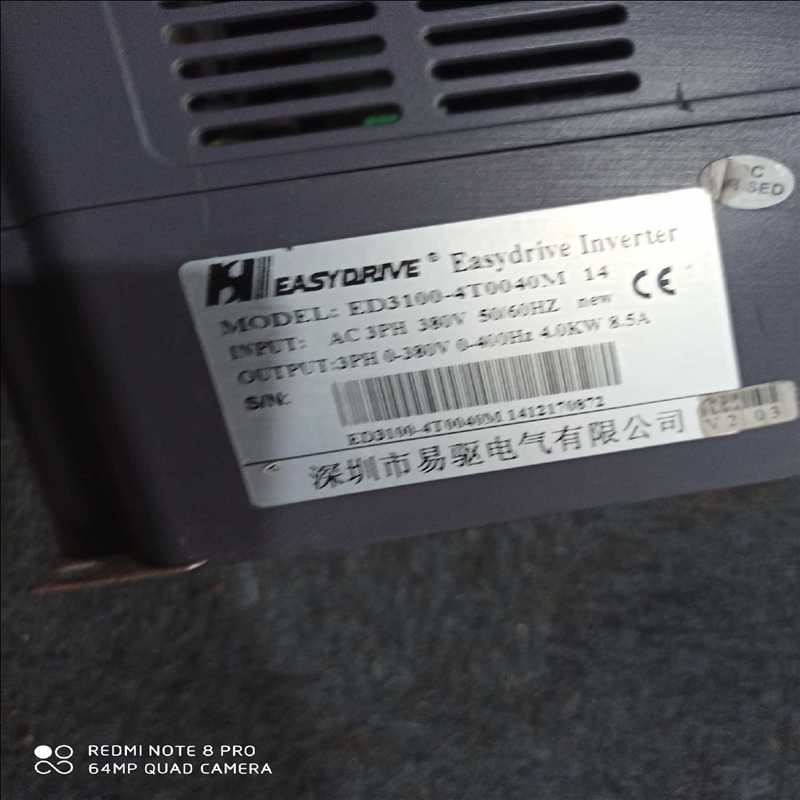 EASYDRIVE® Easydrive Inverter
MODEL: ED3100-4T0040M 14
INPUT: AC 3PH 380V 50/60HZ new
CE
OUTPUT:3PH 0-380V 0-400Hz 4.0KW 8.5A
S/N:
ED3100-4T0040M1412170872
深圳市易驱电气有限公司
V2.03
REDMI NOTE 8 PRO
64MP QUAD CAMERA